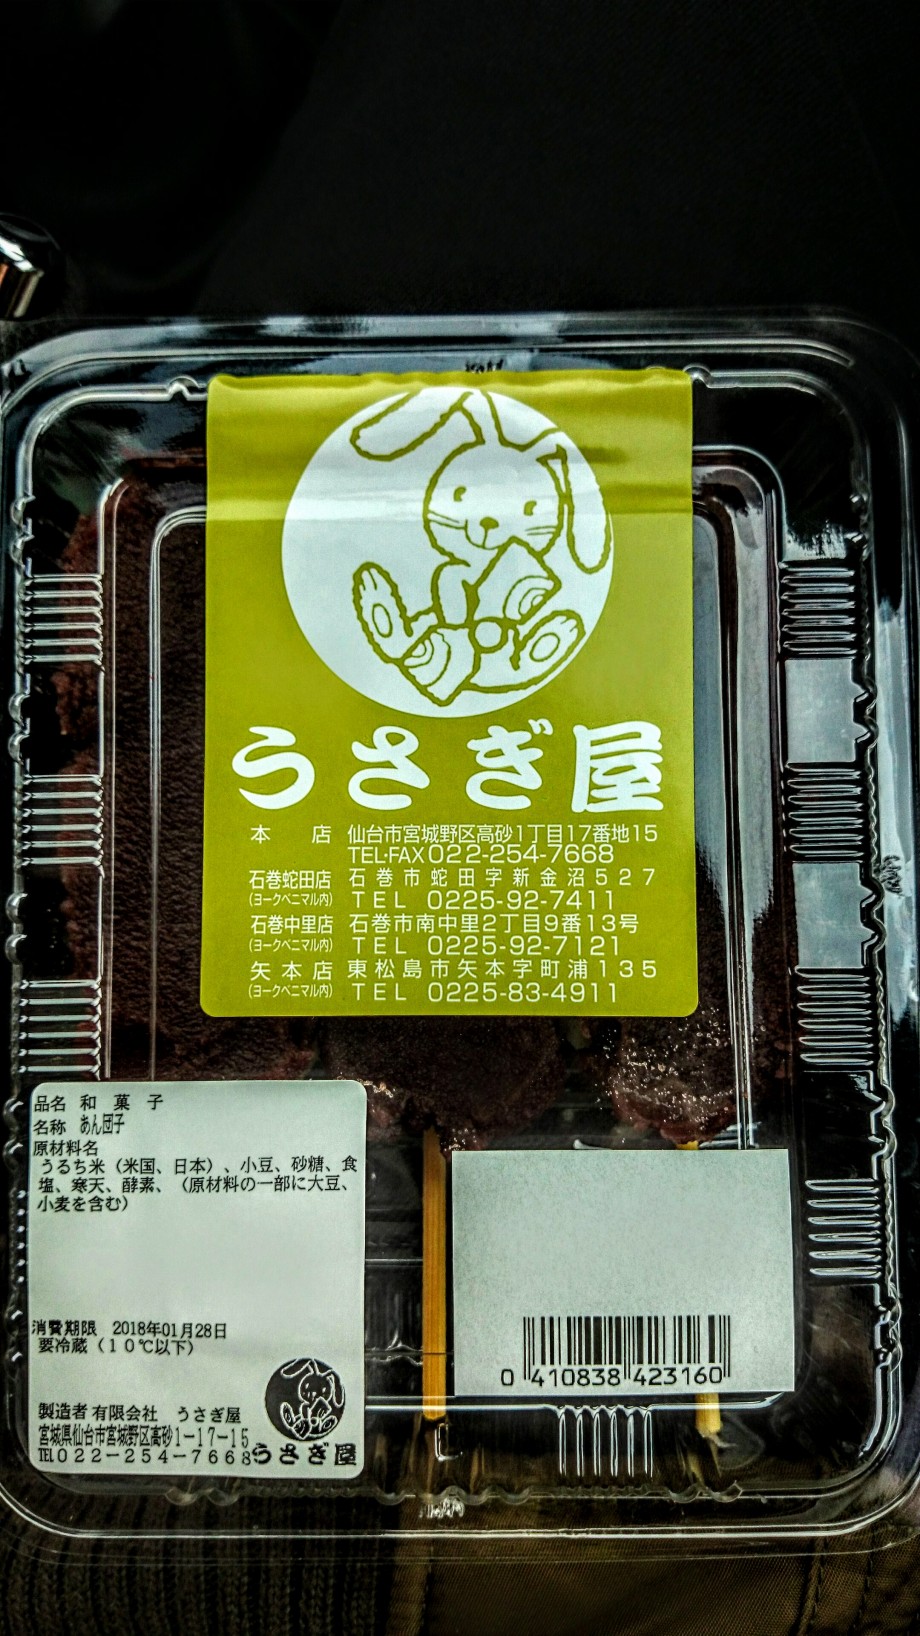 うさぎ屋
本店 仙台市宮城野区高砂1丁目17番地15
TEL・FAX 022-254-7668
石巻蛇田店 石巻市蛇田字新金沼527
(ヨークベニマル内) TEL 0225-92-7411
石巻中里店 石巻市南中里2丁目9番13号
(ヨークベニマル内) TEL 0225-92-7121
矢本店 東松島市矢本字町浦135
(ヨークベニマル内) TEL 0225-83-4911
品名 和菓子
名称 あん団子
原材料名
うるち米（米国、日本）、小豆、砂糖、食
塩、寒天、酵素、（原材料の一部に大豆、
小麦を含む）
消費期限 2018年01月28日
要冷蔵（10℃以下）
製造者 有限会社 うさぎ屋
宮城県仙台市宮城野区高砂1-17-15
TEL022-254-7668
うさぎ屋
0 410838 423160